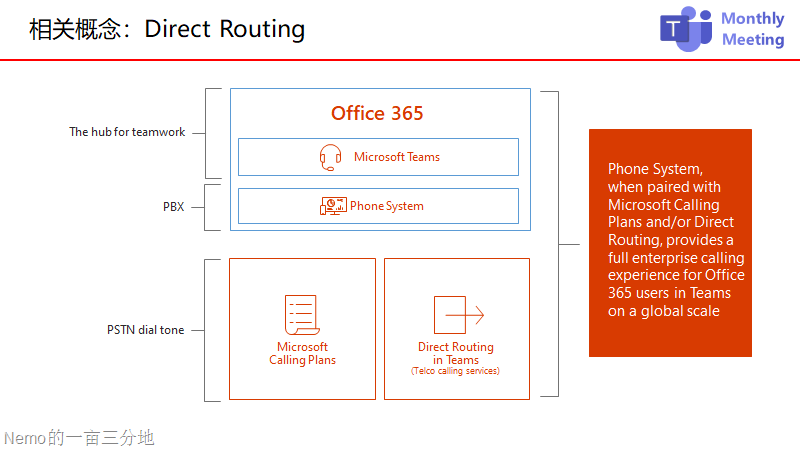 相关概念：Direct Routing
Monthly
Meeting
The hub for teamwork
Office 365
Microsoft Teams
PBX
Phone System
PSTN dial tone
Microsoft
Calling Plans
Direct Routing
in Teams
(Telco calling services)
Phone System,
when paired with
Microsoft Calling
Plans and/or Direct
Routing, provides a
full enterprise calling
experience for Office
365 users in Teams
on a global scale
Nemo的一亩三分地